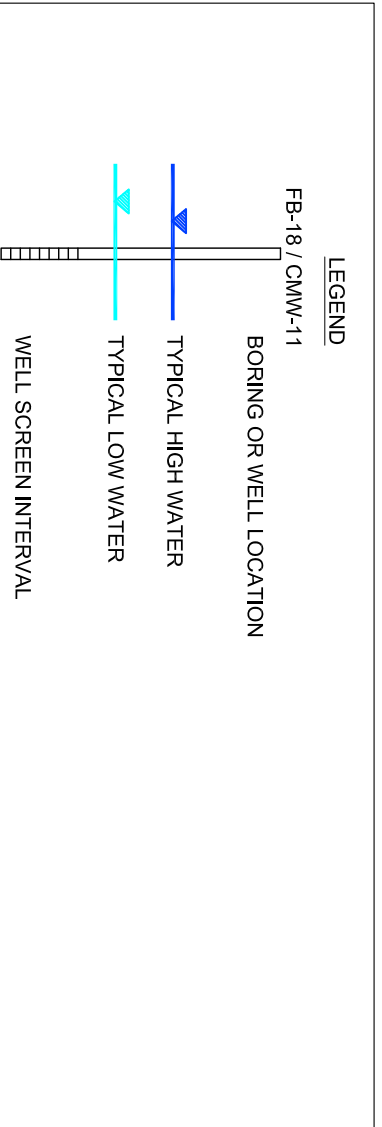 LEGEND
FB-18 / CMW-11
BORING OR WELL LOCATION
TYPICAL HIGH WATER
TYPICAL LOW WATER
WELL SCREEN INTERVAL